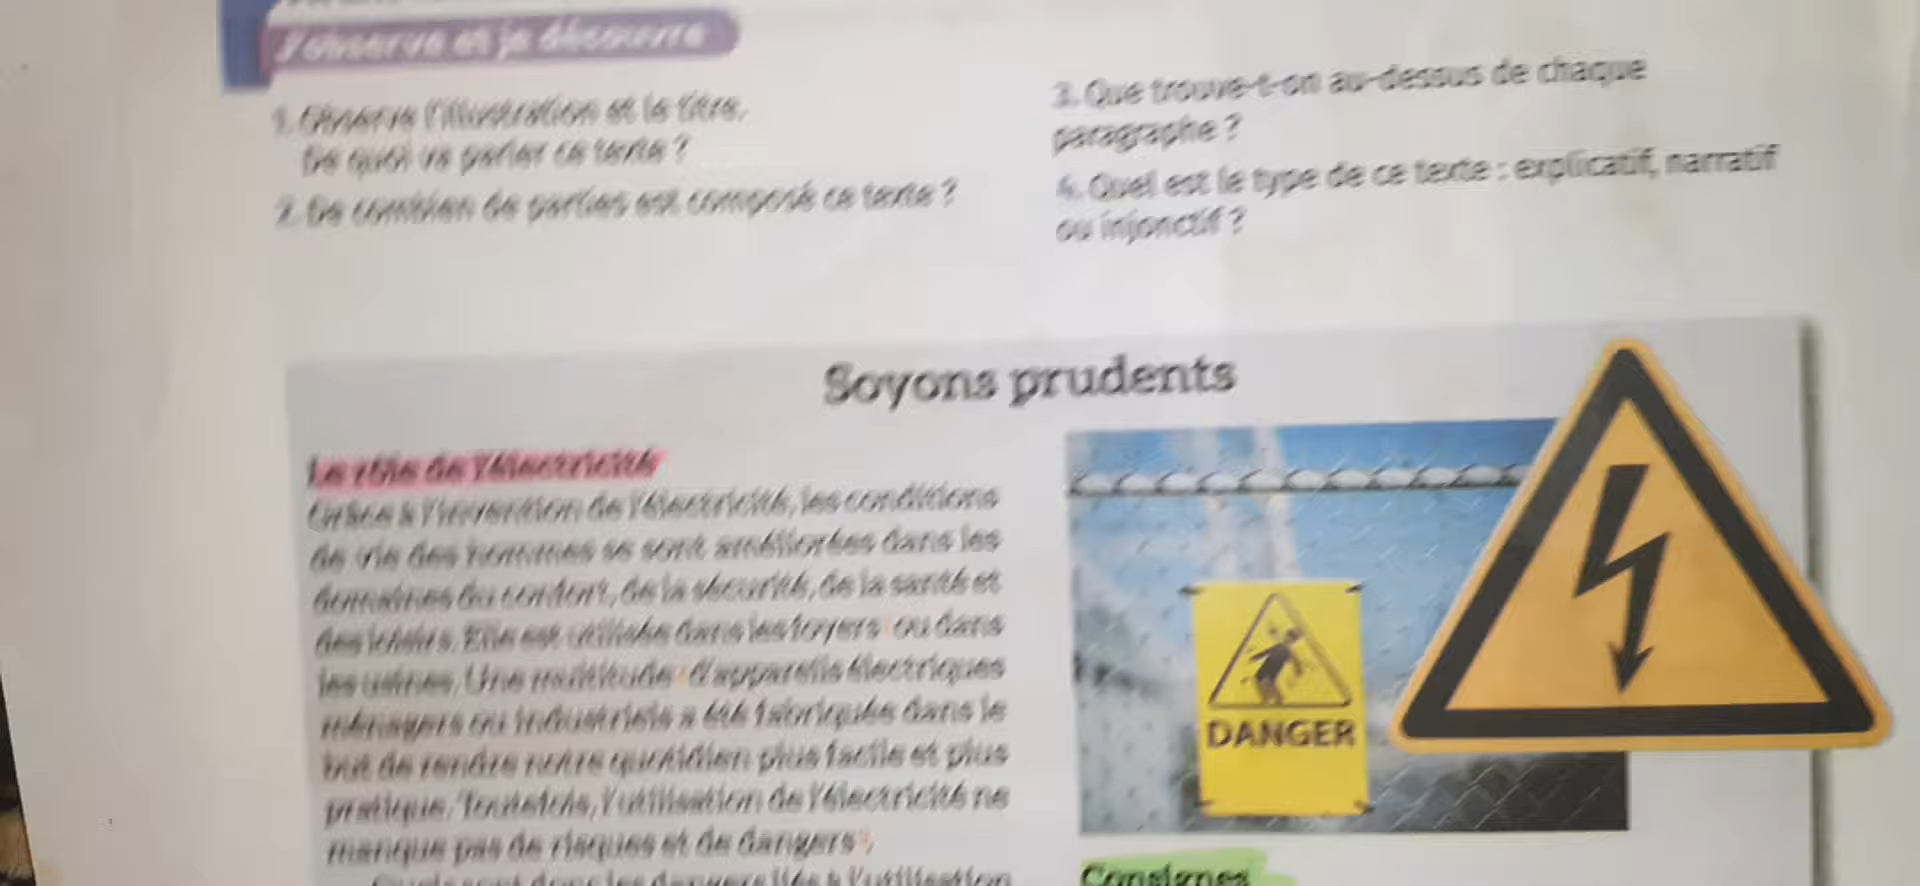 J'observe et je découvre
1. Observe l'illustration et le titre.
De quoi va parler ce texte ?
2. De combien de parties est composé ce texte ?
3. Que trouve-t-on au-dessus de chaque
paragraphe ?
4. Quel est le type de ce texte : explicatif, narratif
ou injonctif ?
Soyons prudents
Le rôle de l'électricité
Grâce à l'invention de l'électricité, les conditions
de vie des hommes se sont améliorées dans les
domaines du confort, de la sécurité, de la santé et
des loisirs. Elle est utilisée dans les foyers ou dans
les usines. Une multitude d'appareils électriques
ménagers ou industriels a été fabriquée dans le
but de rendre notre quotidien plus facile et plus
pratique. Toutefois, l'utilisation de l'électricité ne
manque pas de risques et de dangers
sont donc les dangers liés à l'utilisation
DANGER
Consignes